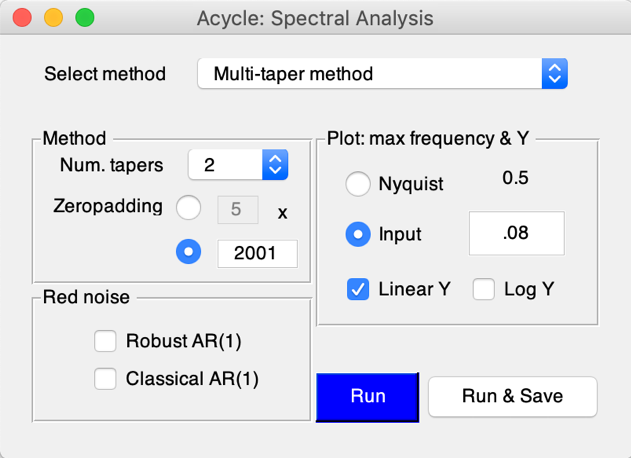 Acycle: Spectral Analysis
Select method Multi-taper method
Method
Num. tapers 2
Zeropadding 5 x
2001
Plot: max frequency & Y
Nyquist 0.5
Input .08
Linear Y Log Y
Red noise
Robust AR(1)
Classical AR(1)
Run Run & Save